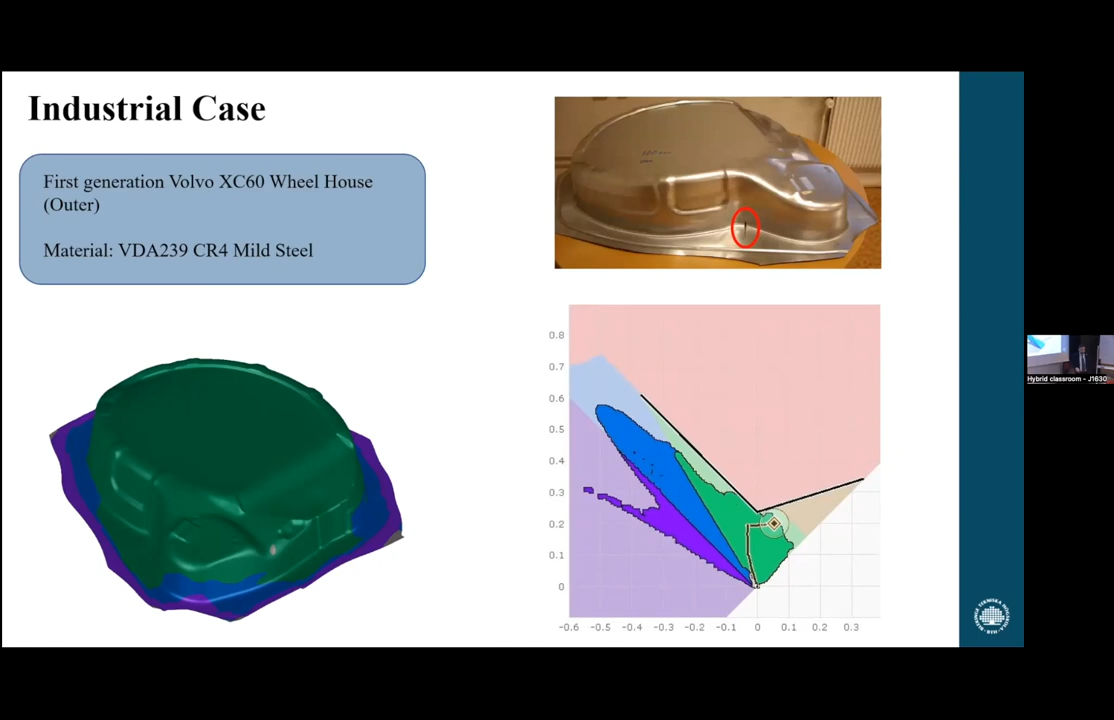 Industrial Case
First generation Volvo XC60 Wheel House
(Outer)
Material: VDA239 CR4 Mild Steel
0.8
0.7
0.6
0.5
0.4
0.3
0.2
0.1
0
-0.6 -0.5 -0.4 -0.3 -0.2 -0.1 0 0.1 0.2 0.3
Hybrid classroom - J1630